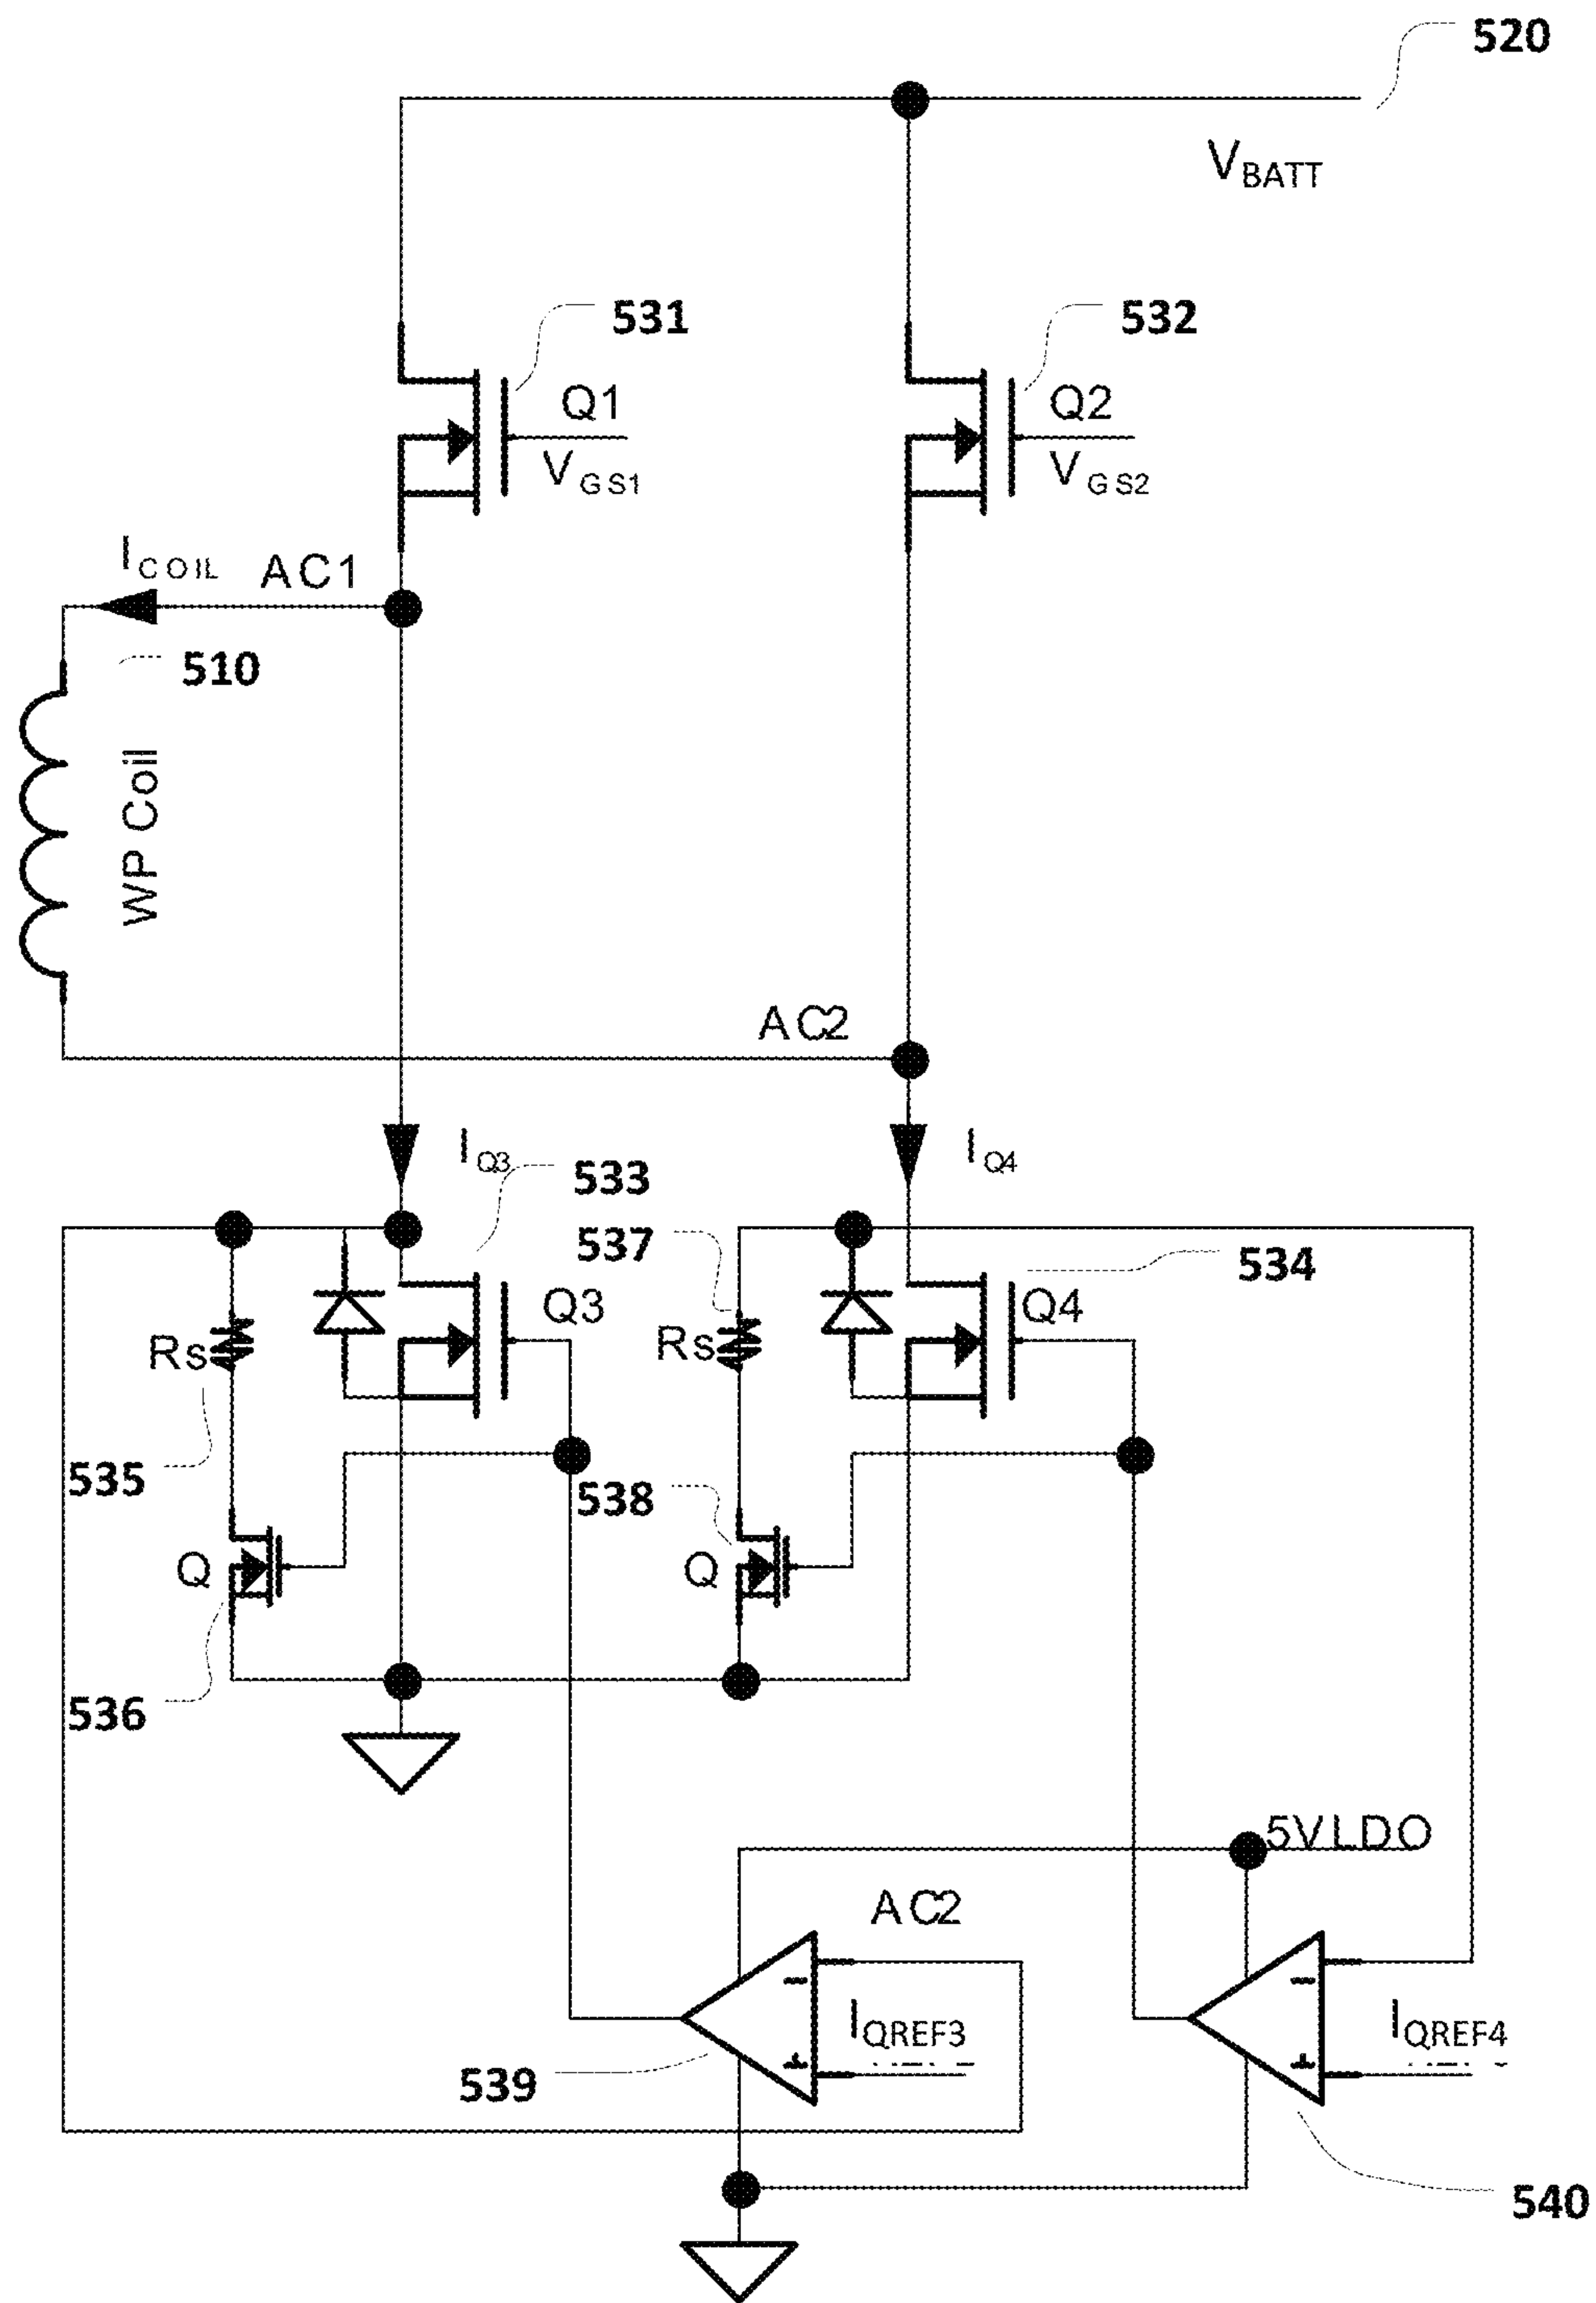 520
VBATT
531
532
Q1
VGS1
Q2
VGS2
ICOIL
AC1
510
WP Coil
AC2
IQ3
533
IQ4
537
534
Rs
Q3
Rs
Q4
535
538
Q
Q
536
5VLDO
AC2
−
IQREF3
+
−
IQREF4
+
539
540